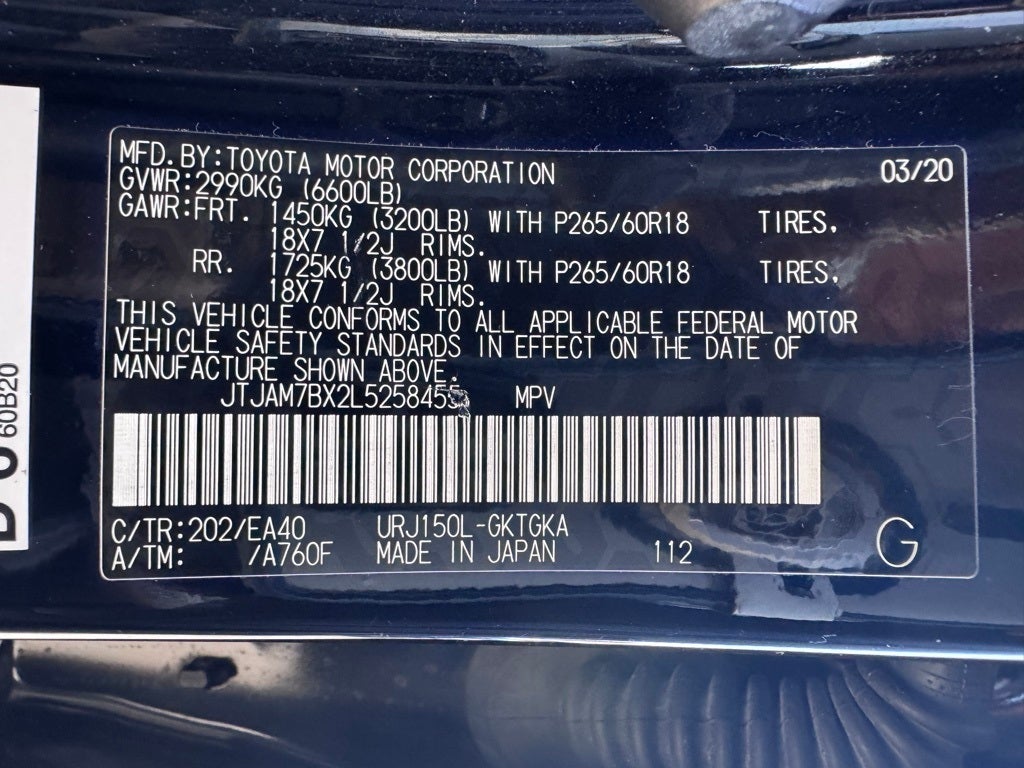 MFD.BY:TOYOTA MOTOR CORPORATION 03/20
GVWR:2990KG (6600LB)
GAWR:FRT. 1450KG (3200LB) WITH P265/60R18 TIRES,
18X7 1/2J RIMS.
RR. 1725KG (3800LB) WITH P265/60R18 TIRES,
18X7 1/2J RIMS.
THIS VEHICLE CONFORMS TO ALL APPLICABLE FEDERAL MOTOR
VEHICLE SAFETY STANDARDS IN EFFECT ON THE DATE OF
MANUFACTURE SHOWN ABOVE.
JTJAM7BX2L5258455 MPV
C/TR:202/EA40 URJ150L-GKTGKA
A/TM: /A760F MADE IN JAPAN 112 G
60B20